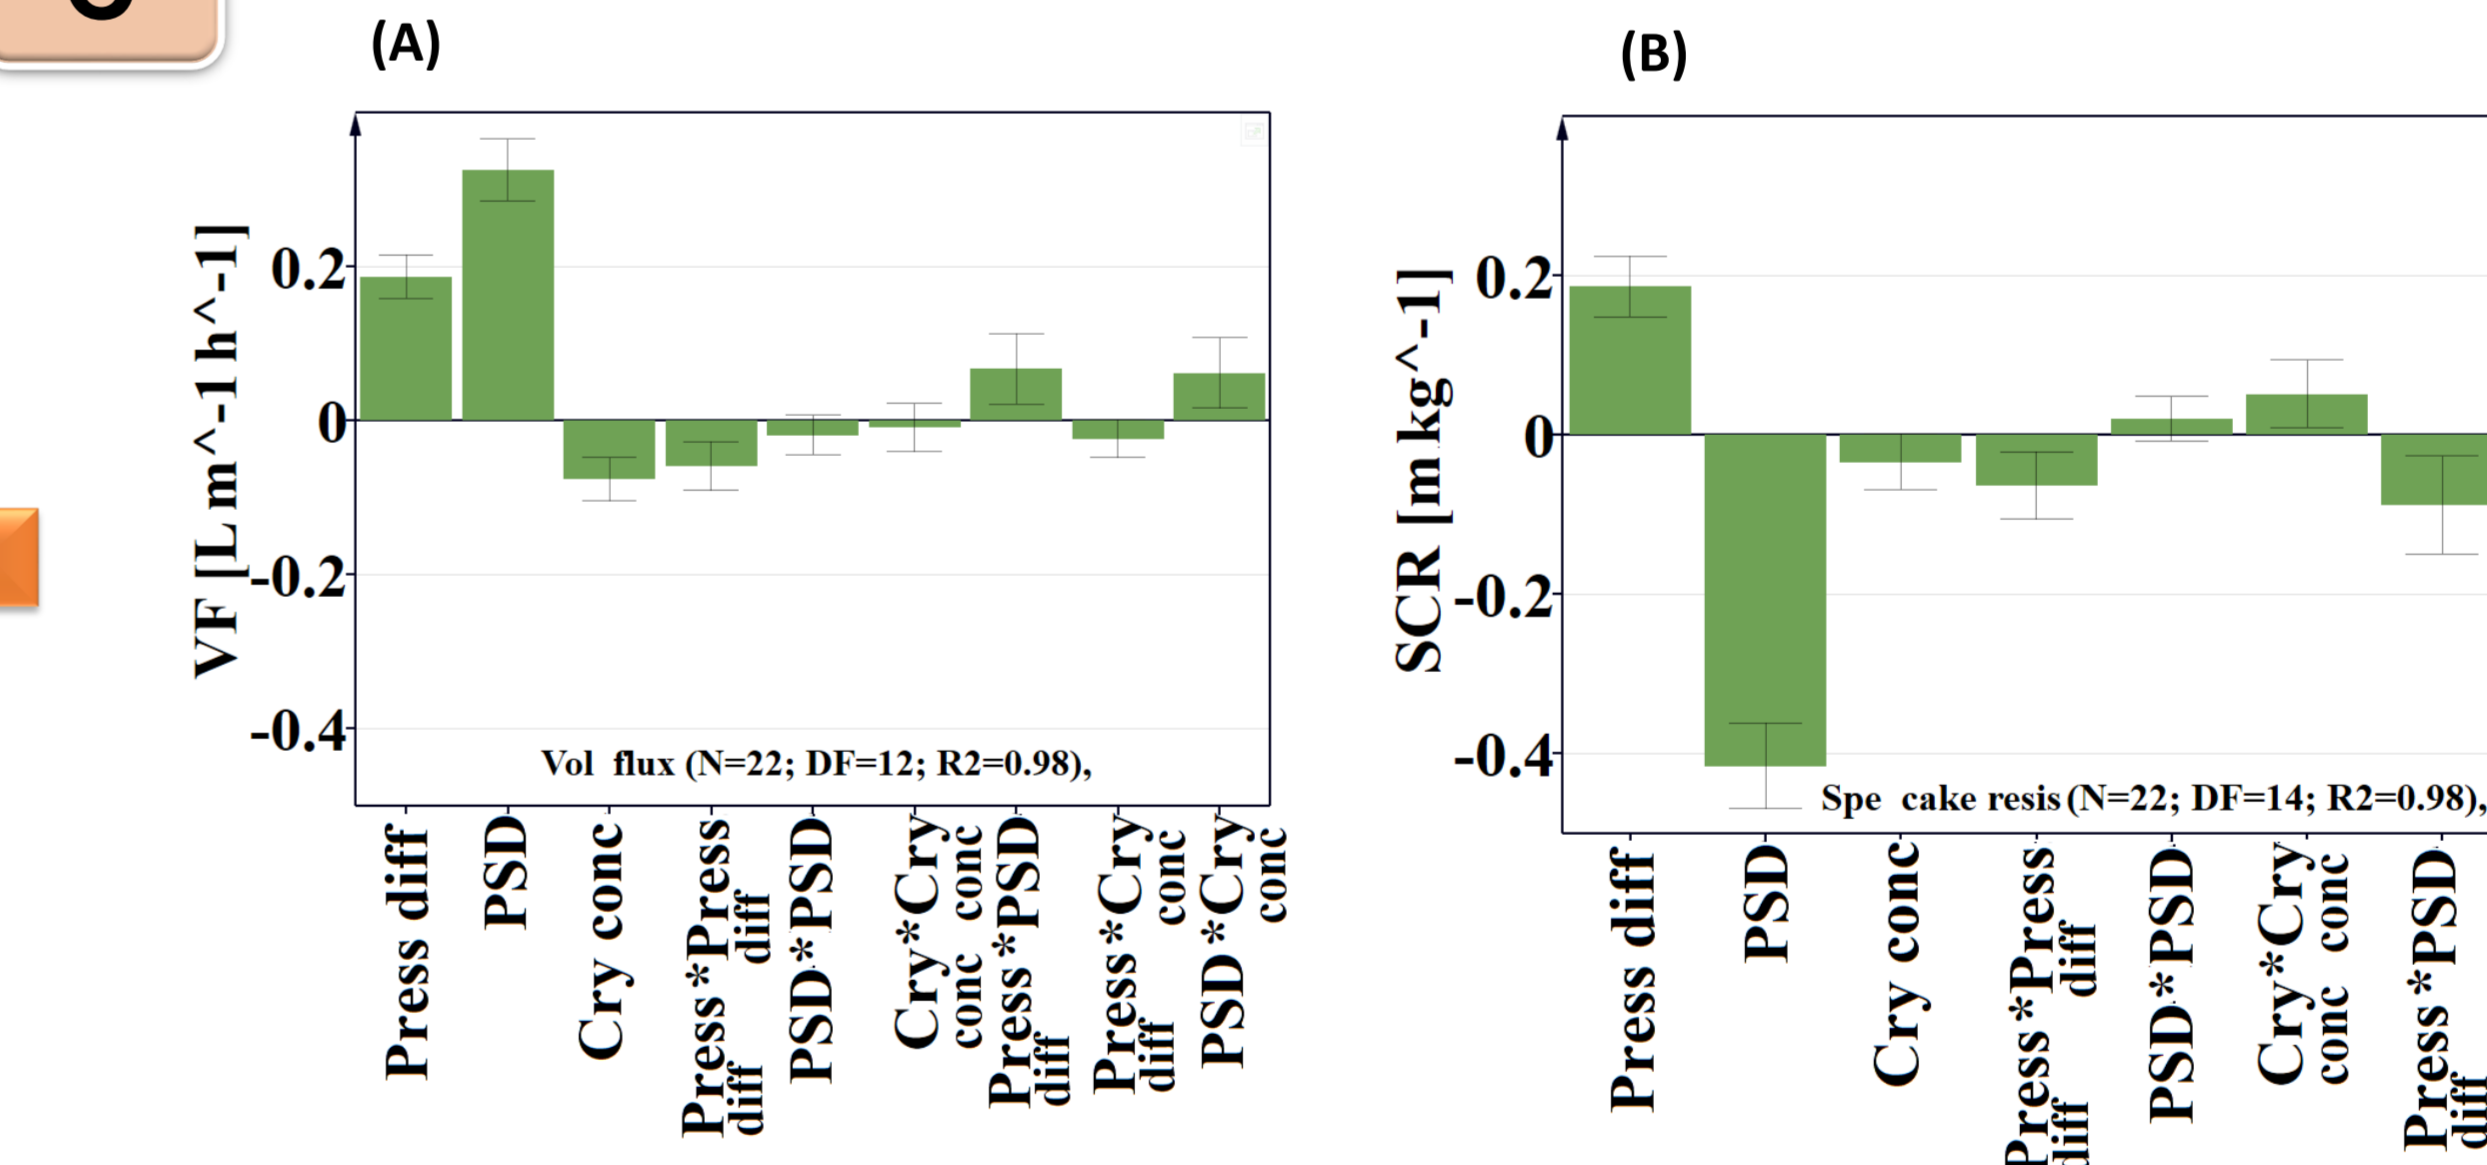 (A)
VF [L m^-1 h^-1]
0.2
0
-0.2
-0.4
Vol flux (N=22; DF=12; R2=0.98),
Press diff
PSD
Cry conc
Press*Press
diff diff
PSD*PSD
Cry*Cry
conc conc
Press*PSD
diff
Press*Cry
diff conc
PSD*Cry
conc
(B)
SCR [m kg^-1]
0.2
0
-0.2
-0.4
Spe cake resis (N=22; DF=14; R2=0.98),
Press diff
PSD
Cry conc
Press*Press
diff diff
PSD*PSD
Cry*Cry
conc conc
Press*PSD
diff